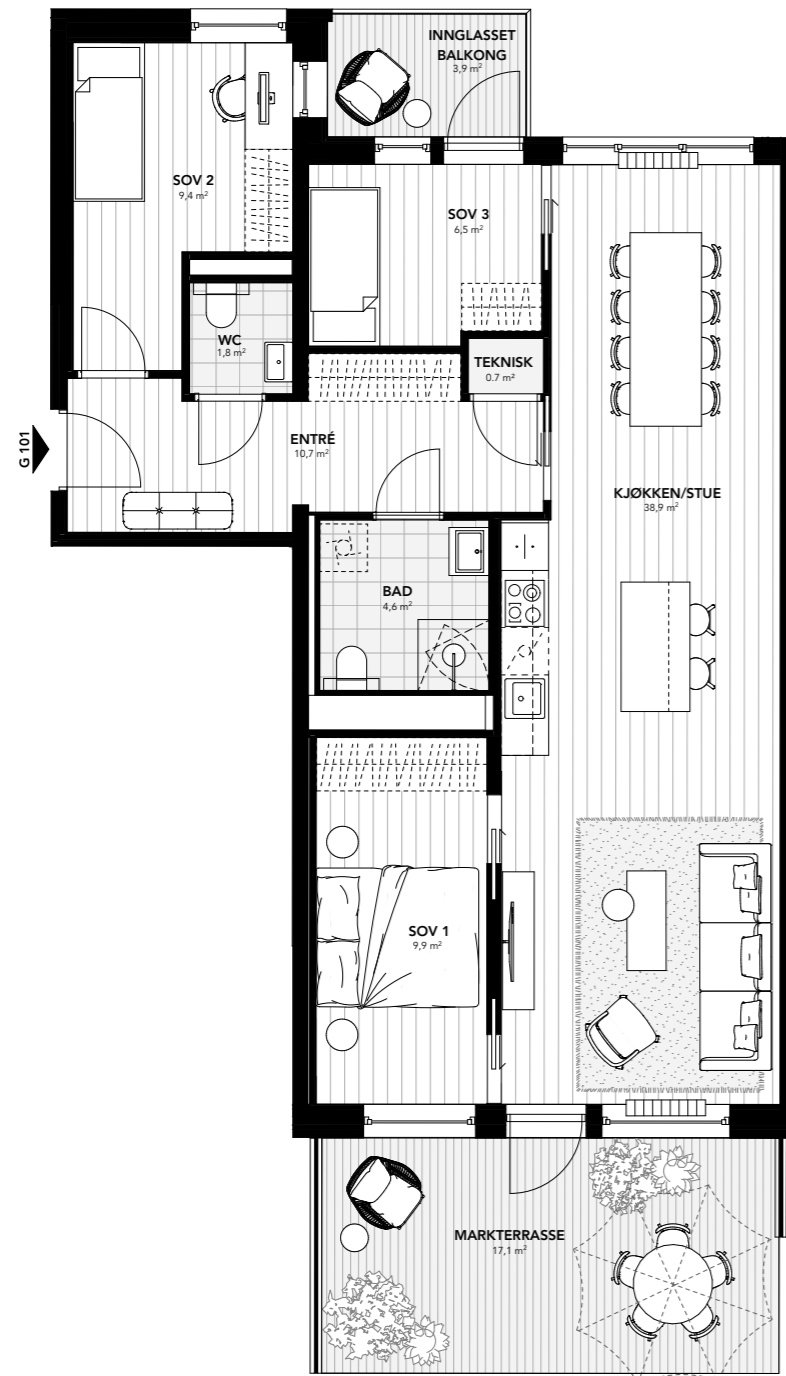 INNGLASSET
BALKONG
3,9 m²
SOV 2
9,4 m²
SOV 3
6,5 m²
WC
1,8 m²
TEKNISK
0.7 m²
G 101
ENTRÉ
10,7 m²
KJØKKEN/STUE
38,9 m²
BAD
4,6 m²
SOV 1
9,9 m²
MARKTERRASSE
17,1 m²